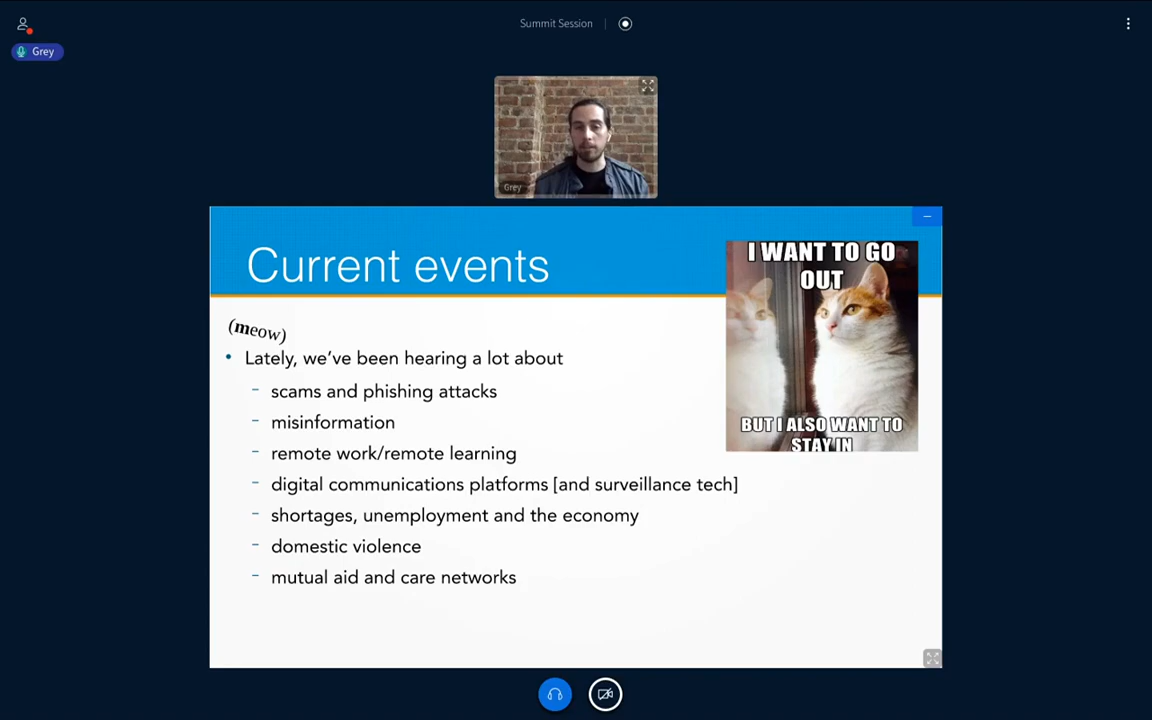 Summit Session
Grey
Grey
Current events
I WANT TO GO
OUT
BUT I ALSO WANT TO
STAY IN
(meow)
Lately, we’ve been hearing a lot about
scams and phishing attacks
misinformation
remote work/remote learning
digital communications platforms [and surveillance tech]
shortages, unemployment and the economy
domestic violence
mutual aid and care networks